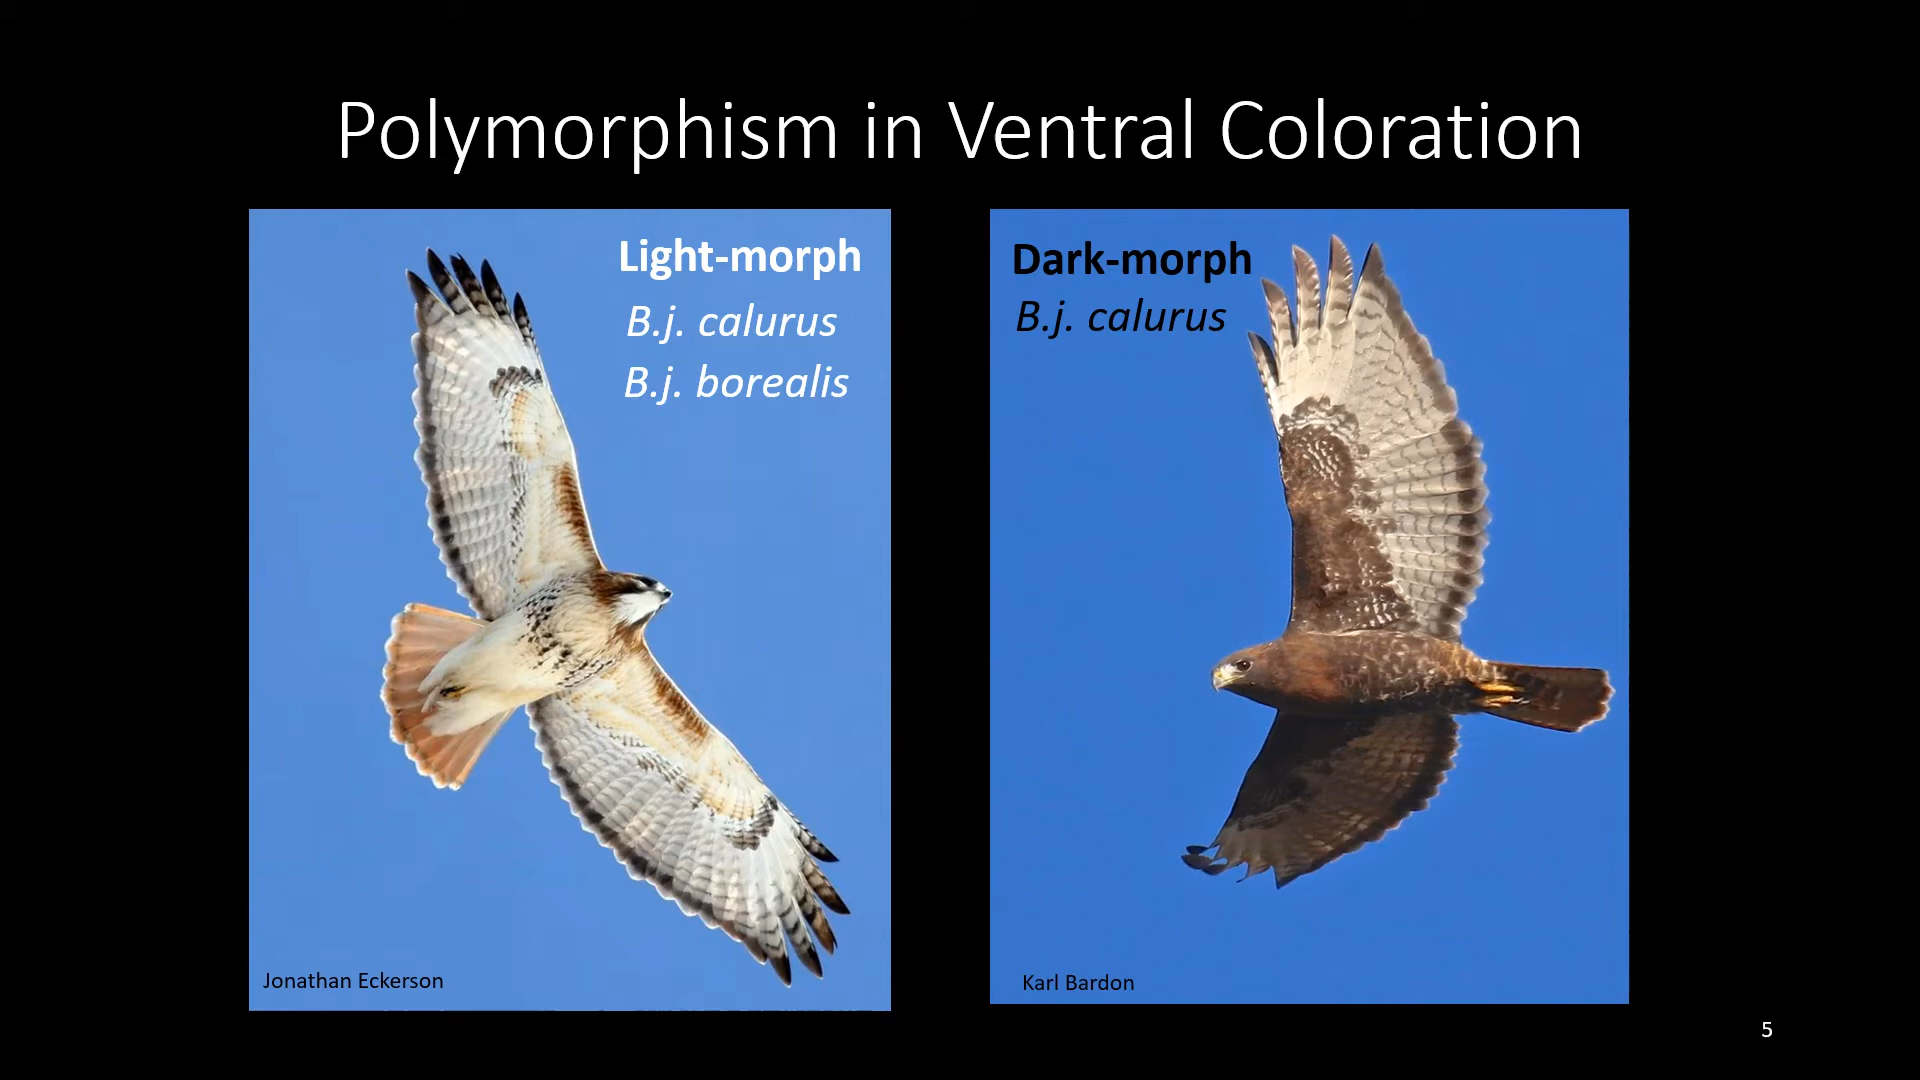 Polymorphism in Ventral Coloration
Light-morph
B.j. calurus
B.j. borealis
Jonathan Eckerson
Dark-morph
B.j. calurus
Karl Bardon
5